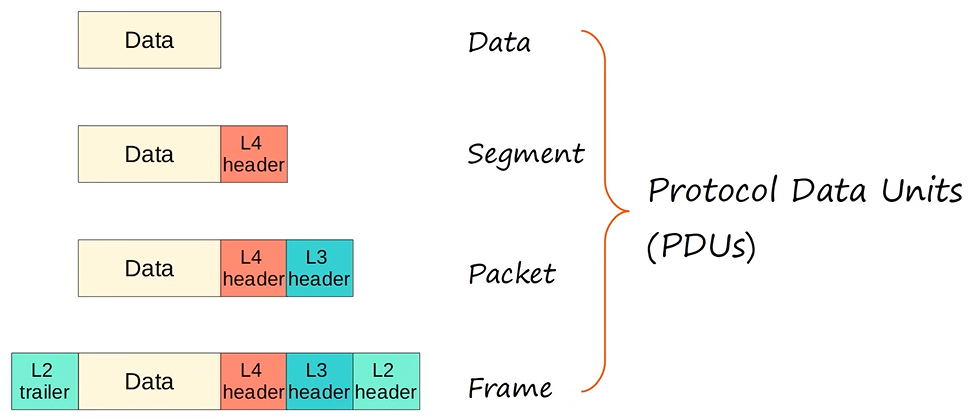 Data
Data
Data
L4
header
Segment
Data
L4
header
L3
header
Packet
L2
trailer
Data
L4
header
L3
header
L2
header
Frame
Protocol Data Units
(PDUs)